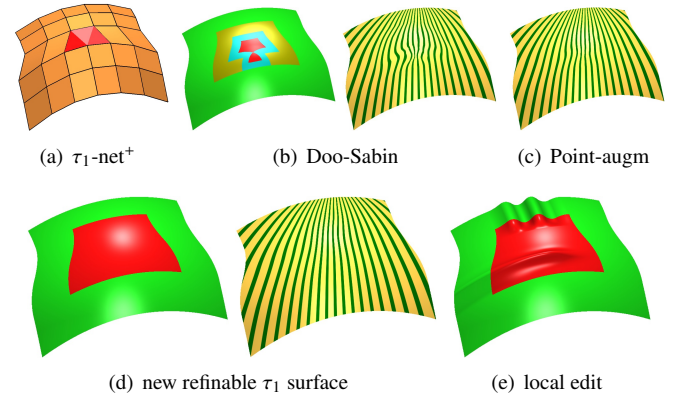 (a) τ₁-net⁺
(b) Doo-Sabin
(c) Point-augm
(d) new refinable τ₁ surface
(e) local edit